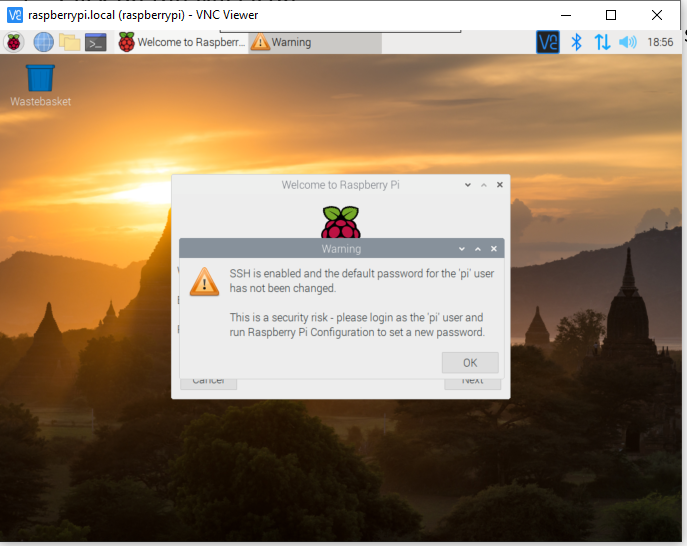 raspberrypi.local (raspberrypi) - VNC Viewer
Welcome to Raspberr...
Warning
18:56
Wastebasket
Welcome to Raspberry Pi
Warning
SSH is enabled and the default password for the 'pi' user
has not been changed.
This is a security risk - please login as the 'pi' user and
run Raspberry Pi Configuration to set a new password.
OK
Cancel
Next